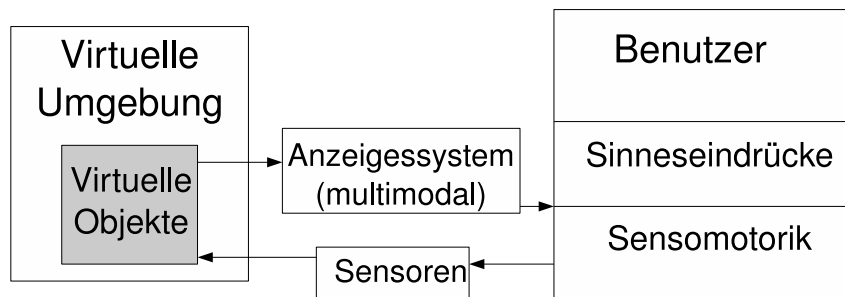 Virtuelle
Umgebung
Virtuelle
Objekte
Anzeigessystem
(multimodal)
Sensoren
Benutzer
Sinneseindrücke
Sensomotorik